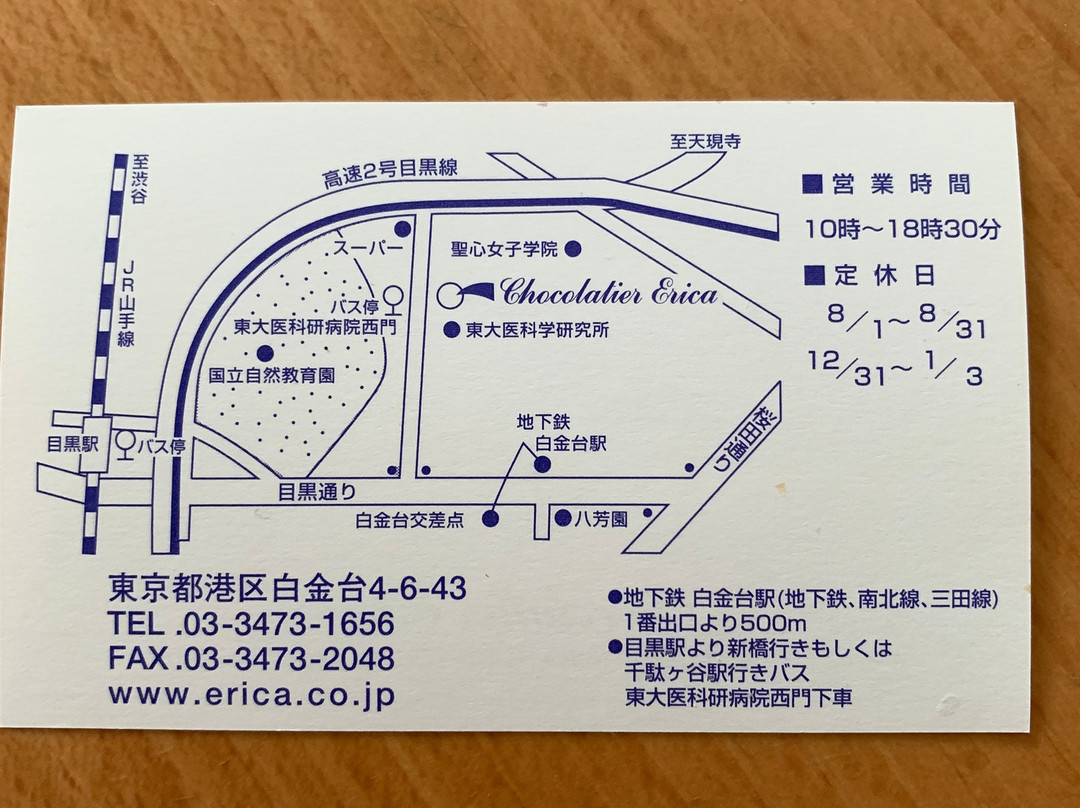 至天現寺
至渋谷
高速2号目黒線
営業時間
スーパー
聖心女子学院
10時〜18時30分
JR山手線
バス停
Chocolatier Erica
定休日
東大医科研病院西門
東大医科学研究所
8/1〜8/31
国立自然教育園
12/31〜1/3
地下鉄
白金台駅
桜田通り
目黒駅
バス停
目黒通り
白金台交差点
八芳園
東京都港区白金台4-6-43
TEL.03-3473-1656
FAX.03-3473-2048
www.erica.co.jp
●地下鉄 白金台駅(地下鉄、南北線、三田線)
1番出口より500m
●目黒駅より新橋行きもしくは
千駄ヶ谷駅行きバス
東大医科研病院西門下車